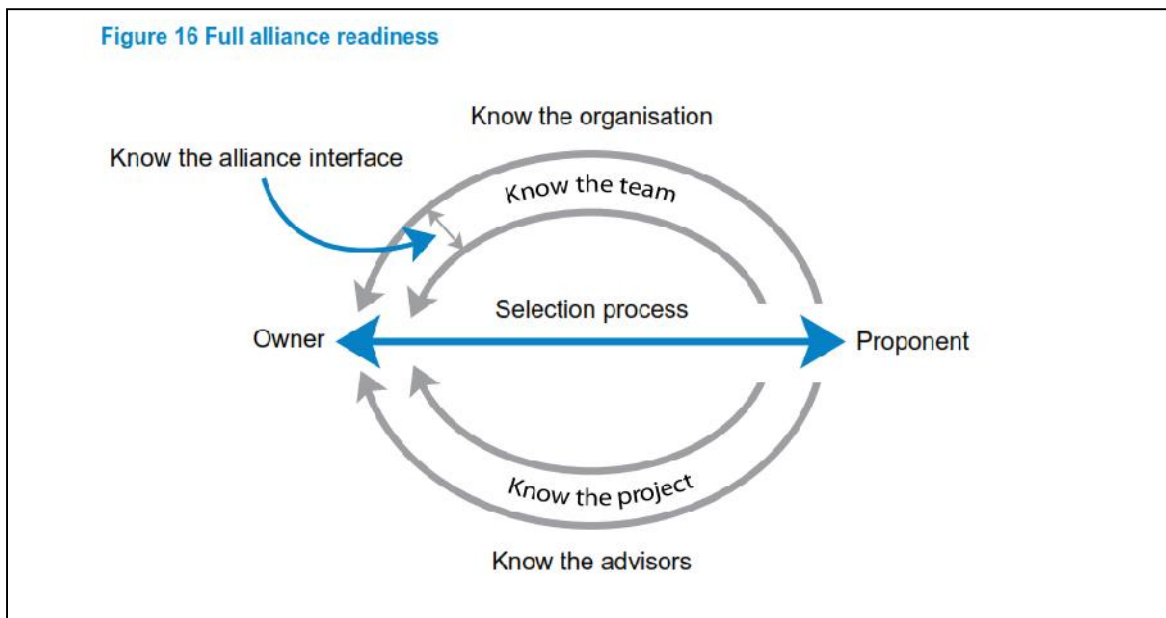 Figure 16 Full alliance readiness
Know the organisation
Know the alliance interface
Know the team
Selection process
Owner
Proponent
Know the project
Know the advisors